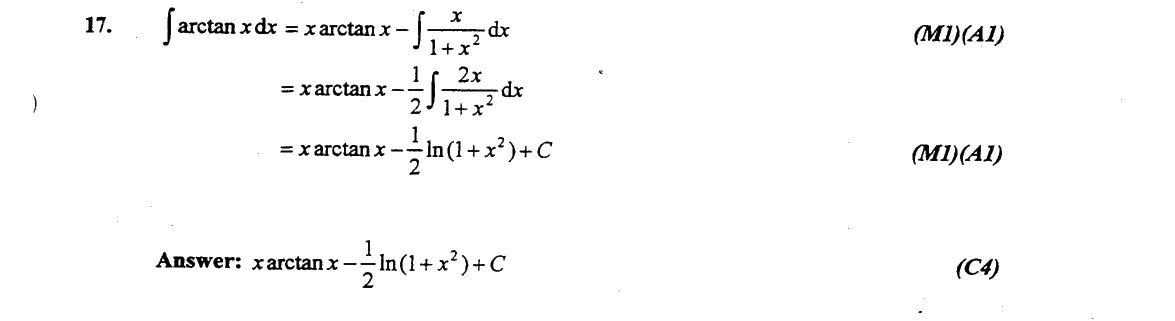 17. ∫ arctan x dx = x arctan x − ∫ x/(1+x²) dx (M1)(A1)
= x arctan x − 1/2 ∫ 2x/(1+x²) dx
)
= x arctan x − 1/2 ln(1+x²)+C (M1)(A1)
Answer: x arctan x − 1/2 ln(1+x²)+C (C4)